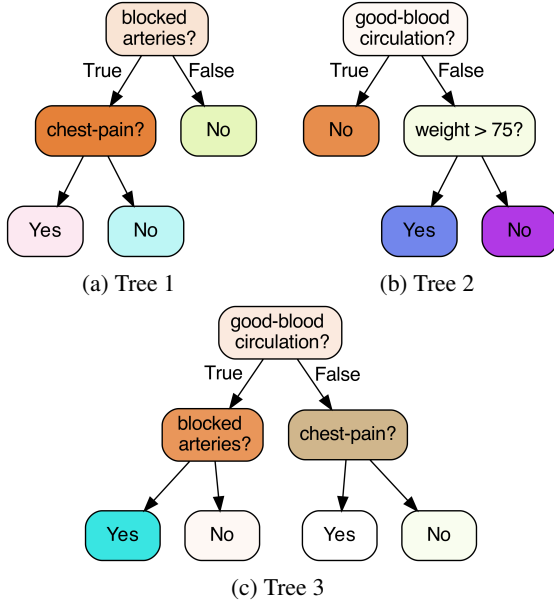 blocked
arteries?
True
False
chest-pain?
No
Yes
No
(a) Tree 1
good-blood
circulation?
True
False
No
weight > 75?
Yes
No
(b) Tree 2
good-blood
circulation?
True
False
blocked
arteries?
chest-pain?
Yes
No
Yes
No
(c) Tree 3